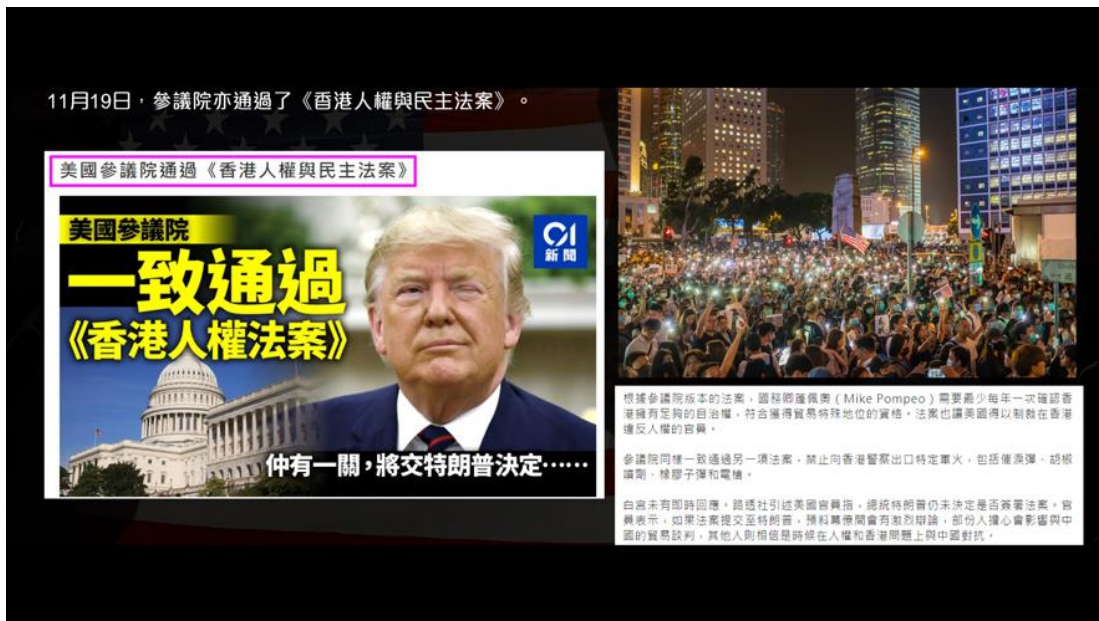 11月19日，參議院亦通過了《香港人權與民主法案》。
美國參議院通過《香港人權與民主法案》
美國參議院
一致通過
《香港人權法案》
01
新聞
仲有一關，將交特朗普決定……
根據參議院版本的法案，國務卿蓬佩奧（Mike Pompeo）需要最少每年一次確認香
港擁有足夠的自治權，符合獲得貿易特殊地位的資格。法案也讓美國得以制裁在香港
違反人權的官員。
參議院同樣一致通過另一項法案，禁止向香港警察出口特定軍火，包括催淚彈、胡椒
噴劑、橡膠子彈和電槍。
白宮未有即時回應。路透社引述美國官員指，總統特朗普仍未決定是否簽署法案。官
員表示，如果法案提交至特朗普，預料幕僚間會有激烈辯論，部份人擔心會影響與中
國的貿易談判，其他人則相信是時候在人權和香港問題上與中國對抗。